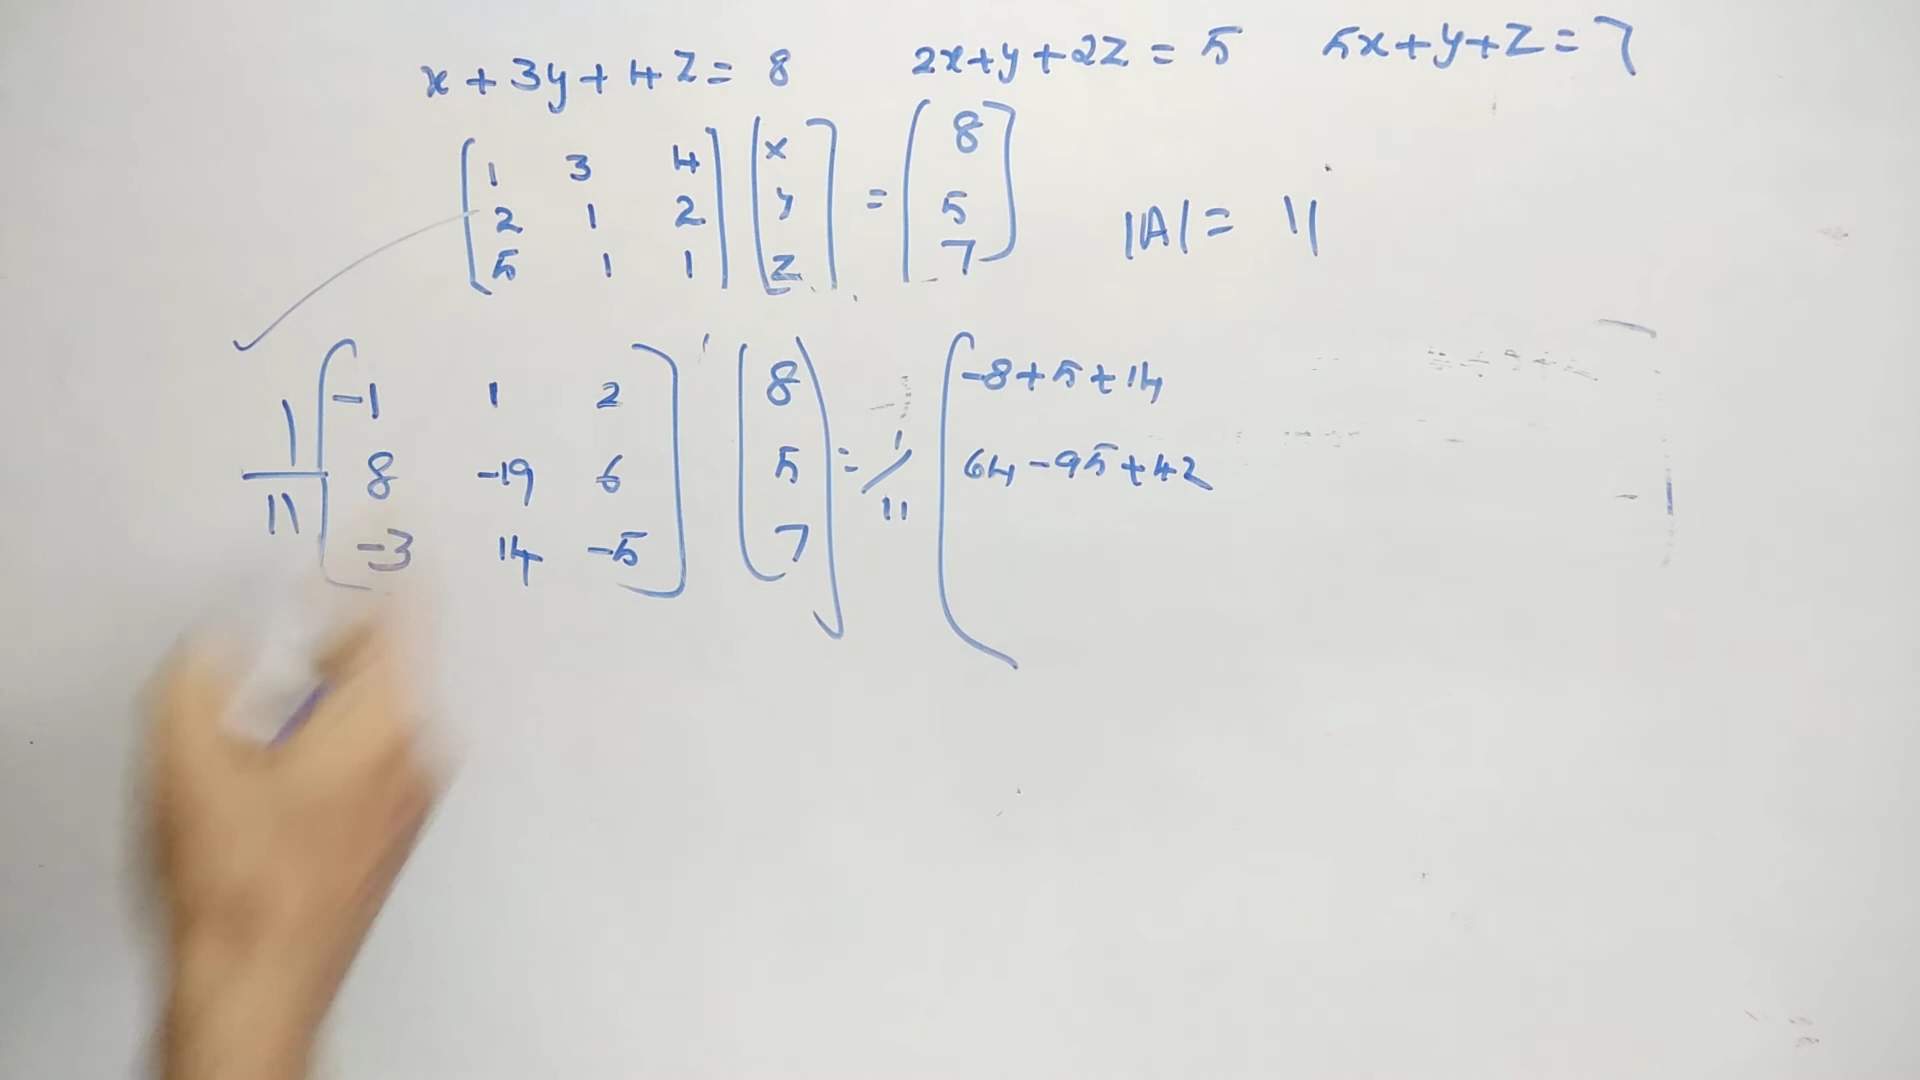 x + 3y + 4z = 8    2x + y + 2z = 5    5x + y + z = 7
[1 3 4] [x] = [8]
[2 1 2] [y] [5]    |A| = 11
[5 1 1] [z] [7]
1/11 [-1 1 2] [8] = 1/11 [-8+5+14
[8 -19 6] [5] 64-95+42
[-3 14 -5] [7]